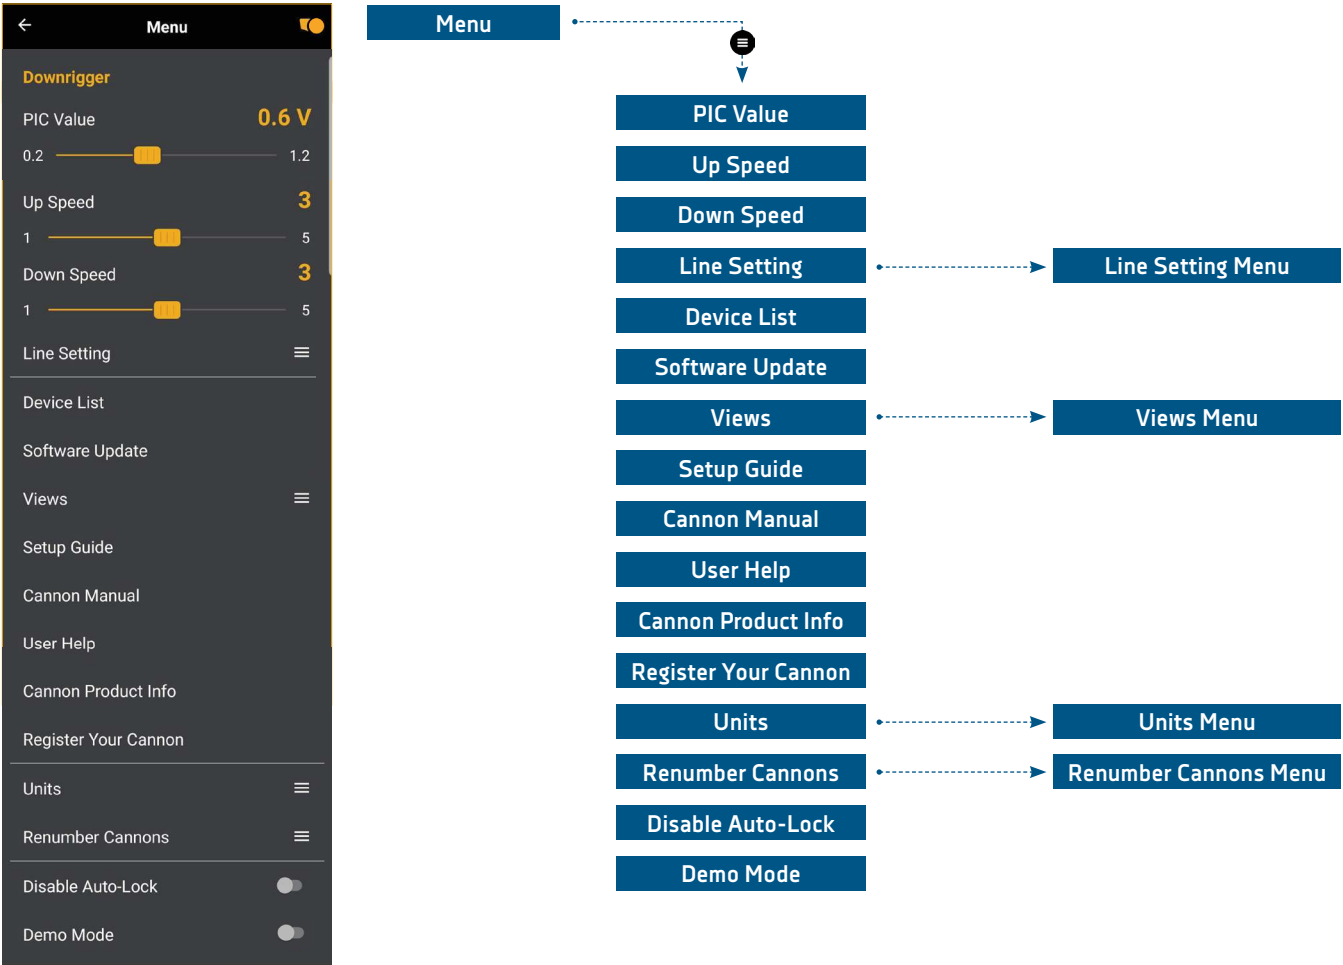 Menu
Downrigger
PIC Value 0.6 V
0.2 1.2
Up Speed 3
1 5
Down Speed 3
1 5
Line Setting
Device List
Software Update
Views
Setup Guide
Cannon Manual
User Help
Cannon Product Info
Register Your Cannon
Units
Renumber Cannons
Disable Auto-Lock
Demo Mode
Menu
PIC Value
Up Speed
Down Speed
Line Setting
Line Setting Menu
Device List
Software Update
Views
Views Menu
Setup Guide
Cannon Manual
User Help
Cannon Product Info
Register Your Cannon
Units
Units Menu
Renumber Cannons
Renumber Cannons Menu
Disable Auto-Lock
Demo Mode